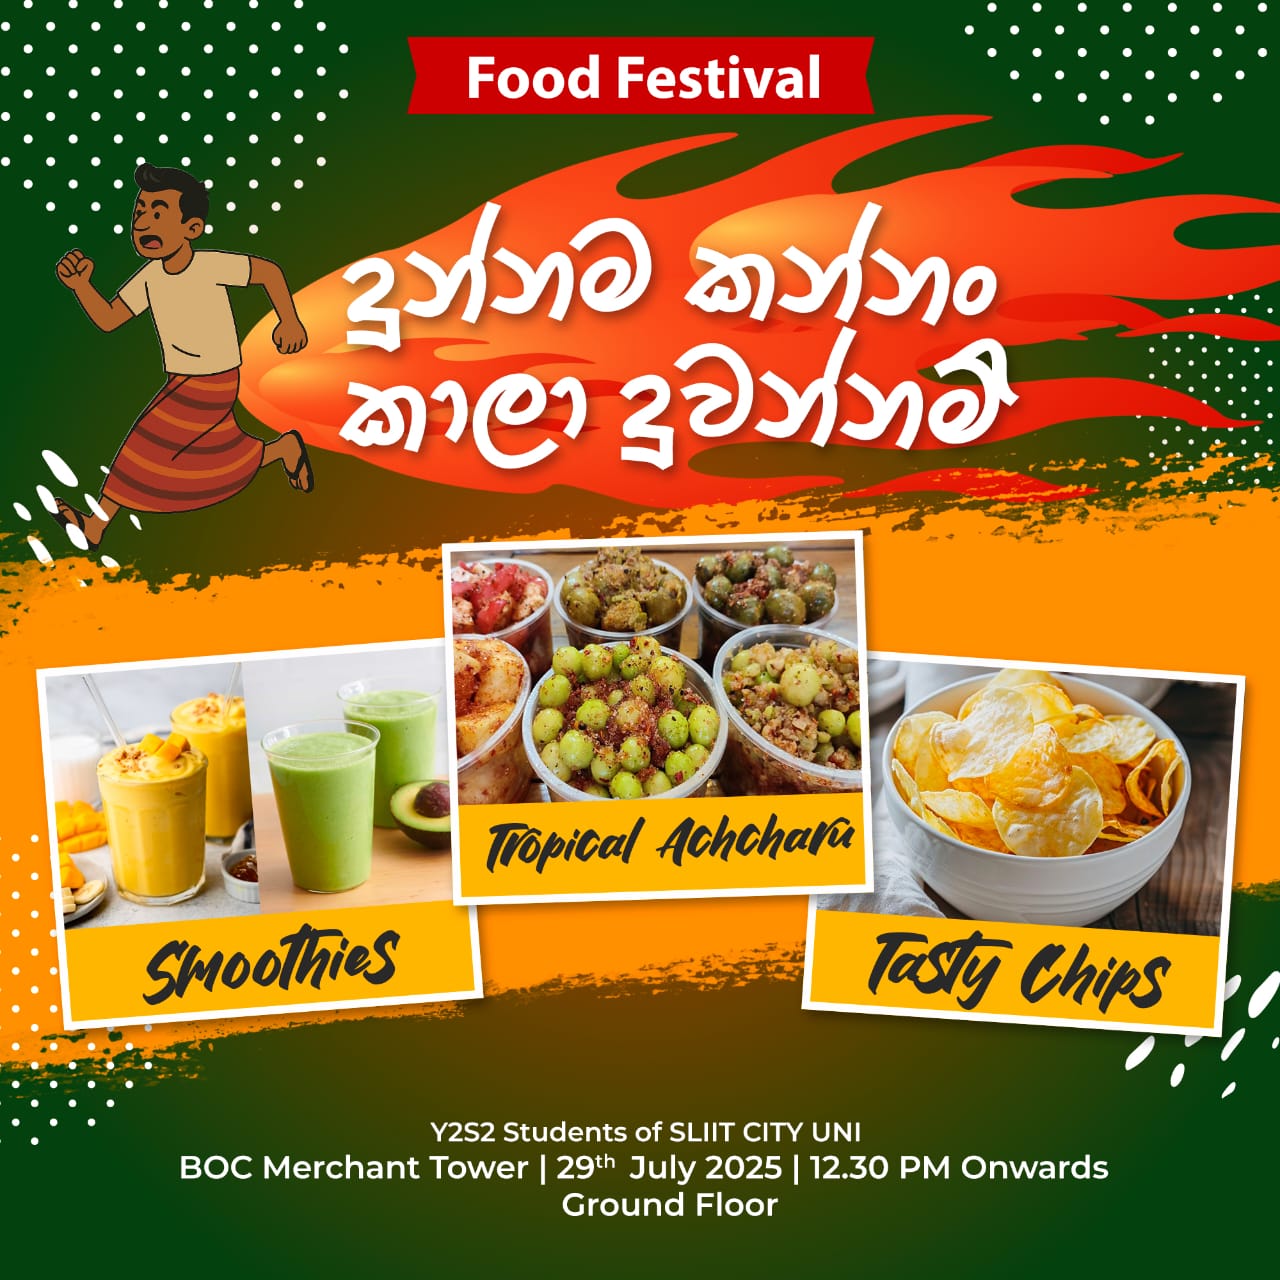 Food Festival
දුන්නම කන්නං
කාලා දුවන්නම්
Tropical Achcharu
Smoothies
Tasty Chips
Y2S2 Students of SLIIT CITY UNI
BOC Merchant Tower | 29th July 2025 | 12.30 PM Onwards
Ground Floor